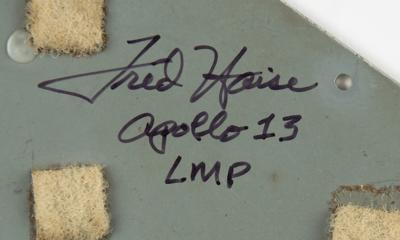 Fred Haise
Apollo 13
LMP